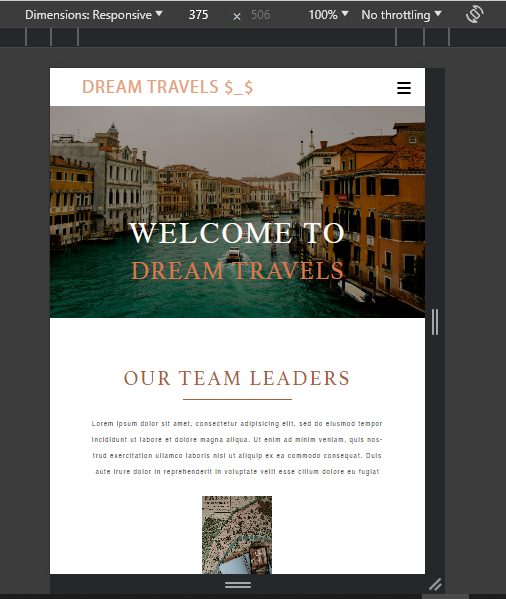 Dimensions: Responsive 375 × 506 100% No throttling
DREAM TRAVELS $_$
WELCOME TO
DREAM TRAVELS
OUR TEAM LEADERS
Lorem ipsum dolor sit amet, consectetur adipisicing elit, sed do eiusmod tempor
incididunt ut labore et dolore magna aliqua. Ut enim ad minim veniam, quis nos-
trud exercitation ullamco laboris nisi ut aliquip ex ea commodo consequat. Duis
aute irure dolor in reprehenderit in voluptate velit esse cillum dolore eu fugiat